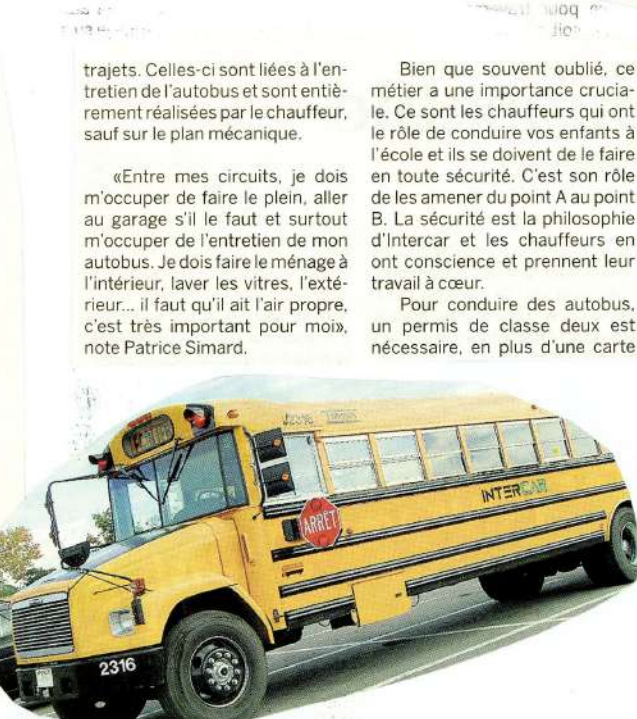 trajets. Celles-ci sont liées à l'en-
tretien de l'autobus et sont entiè-
rement réalisées par le chauffeur,
sauf sur le plan mécanique.
«Entre mes circuits, je dois
m'occuper de faire le plein, aller
au garage s'il le faut et surtout
m'occuper de l'entretien de mon
autobus. Je dois faire le ménage à
l'intérieur, laver les vitres, l'exté-
rieur... il faut qu'il ait l'air propre,
c'est très important pour moi»,
note Patrice Simard.
Bien que souvent oublié, ce
métier a une importance crucia-
le. Ce sont les chauffeurs qui ont
le rôle de conduire vos enfants à
l'école et ils se doivent de le faire
en toute sécurité. C'est son rôle
de les amener du point A au point
B. La sécurité est la philosophie
d'Intercar et les chauffeurs en
ont conscience et prennent leur
travail à cœur.
Pour conduire des autobus,
un permis de classe deux est
nécessaire, en plus d'une carte
J2316
INTERCAR
ARRÊT
2316